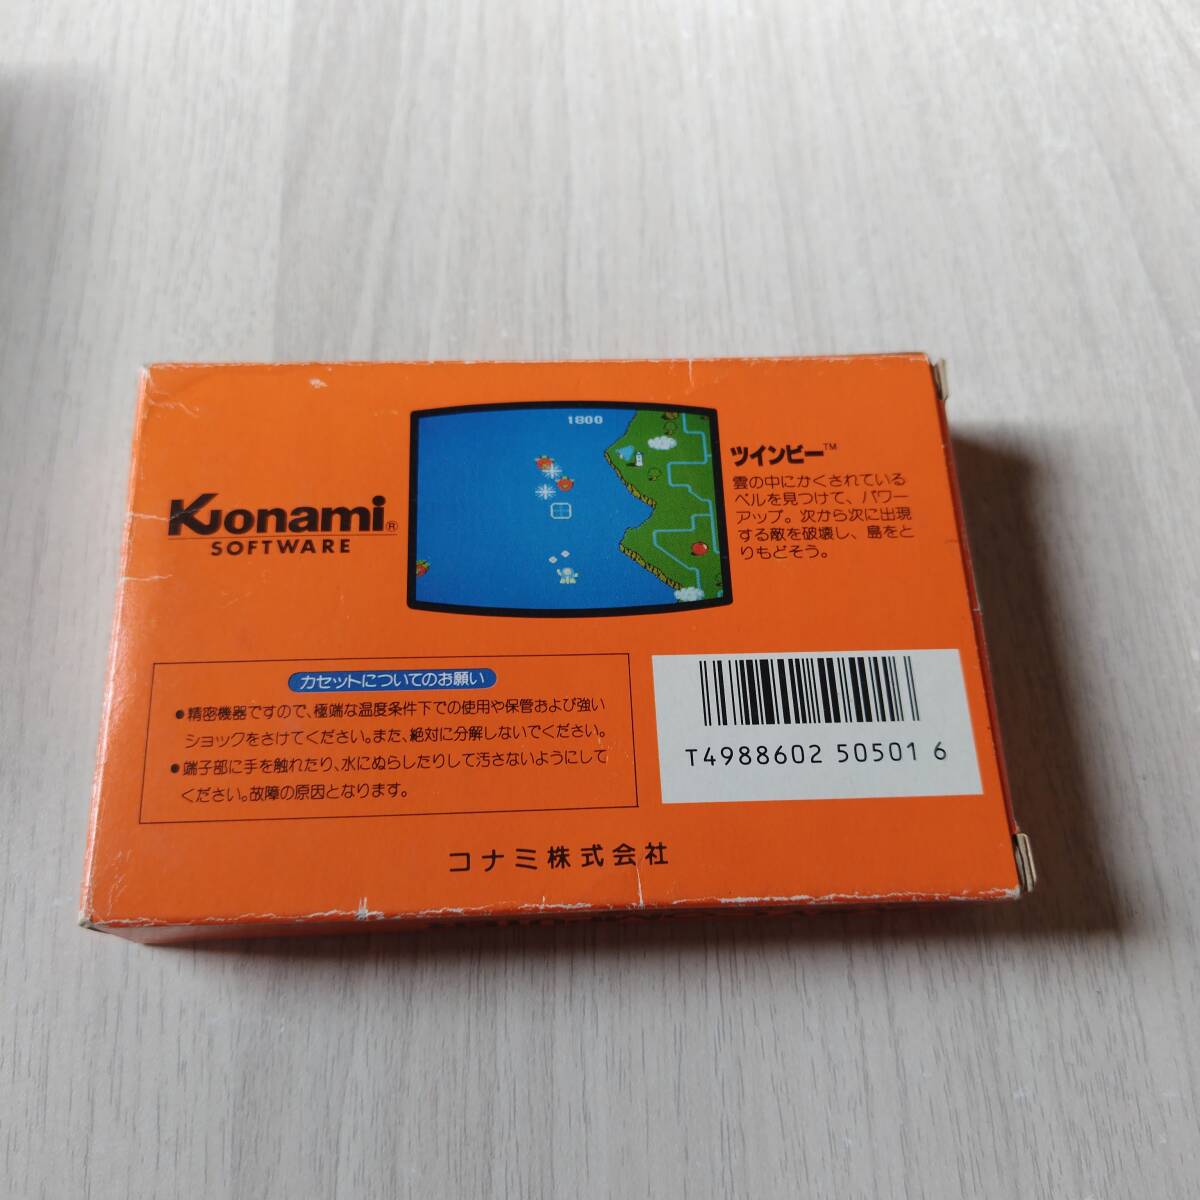 1800
ツインビー™
雲の中にかくされている
ベルを見つけて、パワー
アップ。次から次に出現
する敵を破壊し、島をと
りもどそう。
Konami®
SOFTWARE
カセットについてのお願い
●精密機器ですので、極端な温度条件下での使用や保管および強い
ショックをさけてください。また、絶対に分解しないでください。
●端子部に手を触れたり、水にぬらしたりして汚さないようにして
ください。故障の原因となります。
T4988602 50501 6
コナミ株式会社